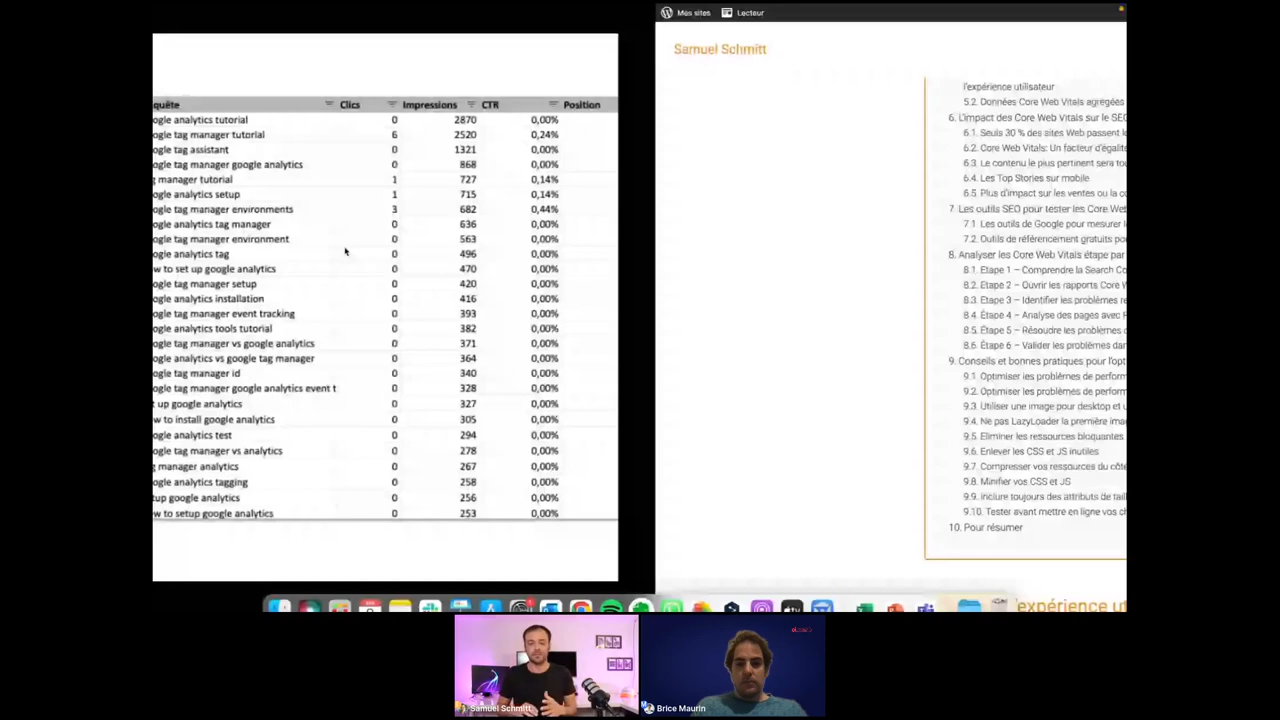 quête Clics Impressions CTR Position
ogle analytics tutorial 0 2870 0,00%
ogle tag manager tutorial 6 2520 0,24%
ogle tag assistant 0 1321 0,00%
ogle tag manager google analytics 0 868 0,00%
g manager tutorial 1 727 0,14%
ogle analytics setup 1 715 0,14%
ogle tag manager environments 3 682 0,44%
ogle analytics tag manager 0 636 0,00%
ogle tag manager environment 0 563 0,00%
ogle analytics tag 0 496 0,00%
w to set up google analytics 0 470 0,00%
ogle tag manager setup 0 420 0,00%
ogle analytics installation 0 416 0,00%
ogle tag manager event tracking 0 393 0,00%
ogle analytics tools tutorial 0 382 0,00%
ogle tag manager vs google analytics 0 371 0,00%
ogle analytics vs google tag manager 0 364 0,00%
ogle tag manager id 0 340 0,00%
ogle tag manager google analytics event t 0 328 0,00%
t up google analytics 0 327 0,00%
w to install google analytics 0 305 0,00%
ogle analytics test 0 294 0,00%
ogle tag manager vs analytics 0 278 0,00%
g manager analytics 0 267 0,00%
ogle analytics tagging 0 258 0,00%
tup google analytics 0 256 0,00%
w to setup google analytics 0 253 0,00%
Mes sites Lecteur
Samuel Schmitt
l'expérience utilisateur
5.2. Données Core Web Vitals agrégées
6. L'impact des Core Web Vitals sur le SEO
6.1. Seuls 30 % des sites Web passent le
6.2. Core Web Vitals: Un facteur d'égalité
6.3. Le contenu le plus pertinent sera tou
6.4. Les Top Stories sur mobile
6.5. Plus d'impact sur les ventes ou la co
7 Les outils SEO pour tester les Core Web
7.1 Les outils de Google pour mesurer l
7.2. Outils de référencement gratuits po
8. Analyser les Core Web Vitals étape par
8.1. Etape 1 – Comprendre la Search Co
8.2. Etape 2 – Ouvrir les rapports Core W
8.3. Etape 3 – Identifier les problèmes re
8.4. Étape 4 – Analyse des pages avec P
8.5. Étape 5 – Résoudre les problèmes c
8.6. Étape 6 – Valider les problèmes dan
9. Conseils et bonnes pratiques pour l'opt
9.1. Optimiser les problèmes de perform
9.2. Optimiser les problèmes de perform
9.3. Utiliser une image pour desktop et u
9.4. Ne pas LazyLoader la première ima
9.5. Eliminer les ressources bloquantes
9.6. Enlever les CSS et JS inutiles
9.7. Compresser vos ressources du côté
9.8. Minifier vos CSS et JS
9.9. Inclure toujours des attributs de tail
9.10. Tester avant mettre en ligne vos ch
10. Pour résumer
'expérience uti
Samuel Schmitt
Brice Maurin